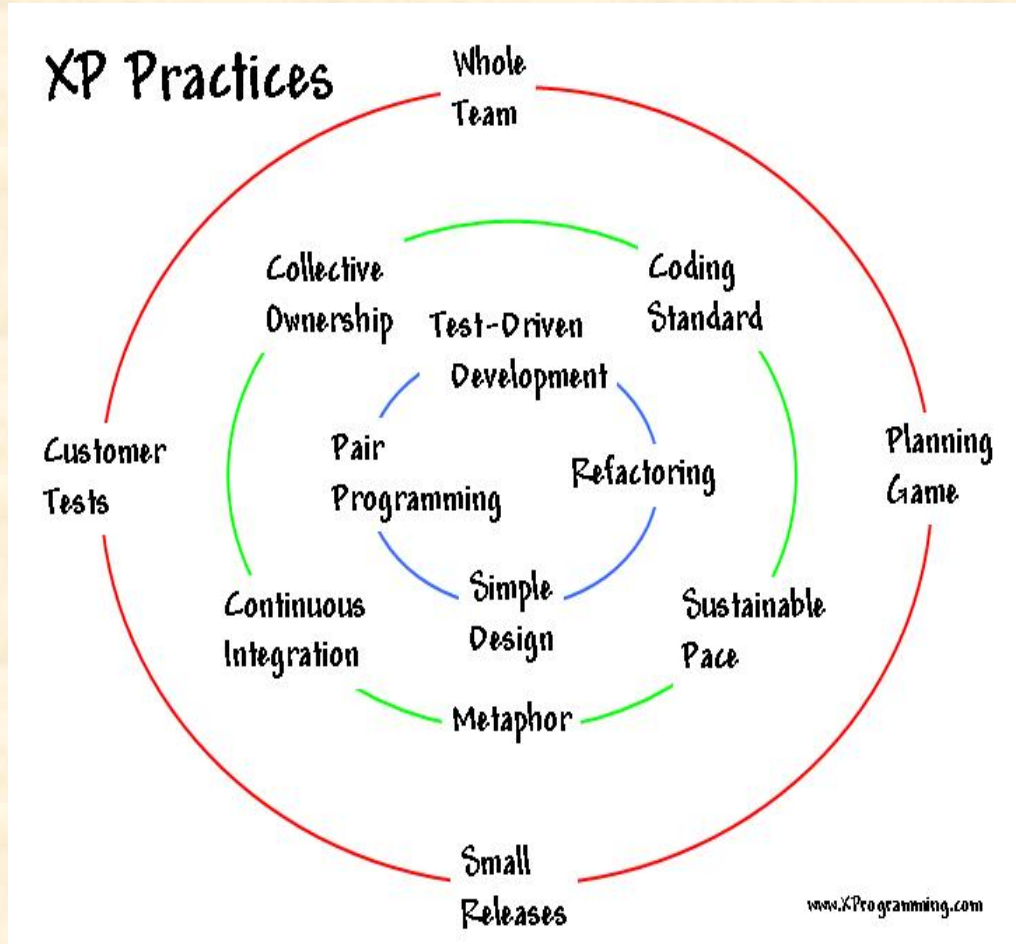 XP Practices
Whole
Team
Collective
Ownership
Coding
Standard
Test-Driven
Development
Customer
Tests
Pair
Programming
Refactoring
Planning
Game
Continuous
Integration
Simple
Design
Sustainable
Pace
Metaphor
Small
Releases
www.XProgramming.com